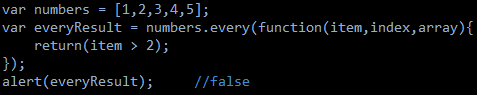 var numbers = [1,2,3,4,5];
var everyResult = numbers.every(function(item,index,array){
    return(item > 2);
});
alert(everyResult);     //false